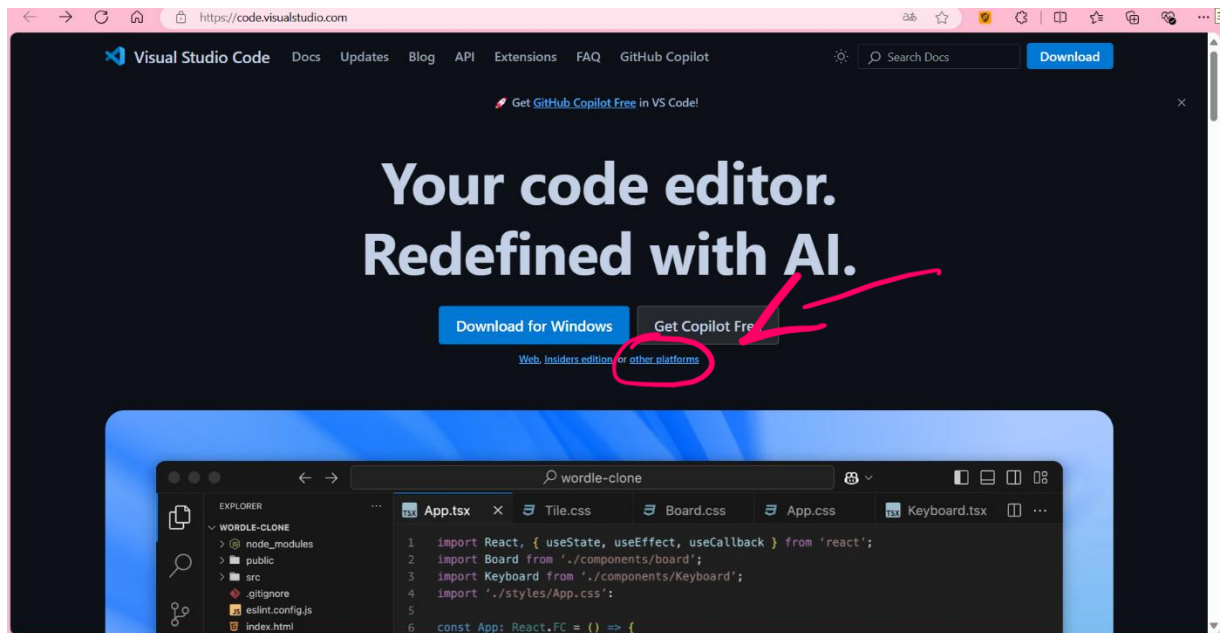 https://code.visualstudio.com
Visual Studio Code Docs Updates Blog API Extensions FAQ GitHub Copilot Search Docs Download
🚀 Get GitHub Copilot Free in VS Code!
Your code editor.
Redefined with AI.
Download for Windows Get Copilot Free
Web, Insiders edition, or other platforms
wordle-clone
EXPLORER
TSX App.tsx Tile.css Board.css App.css TSX Keyboard.tsx
WORDLE-CLONE
node_modules
public
src
.gitignore
JS eslint.config.js
index.html
1 import React, { useState, useEffect, useCallback } from 'react';
2 import Board from './components/board';
3 import Keyboard from './components/Keyboard';
4 import './styles/App.css':
5
6 const App: React.FC = () => {